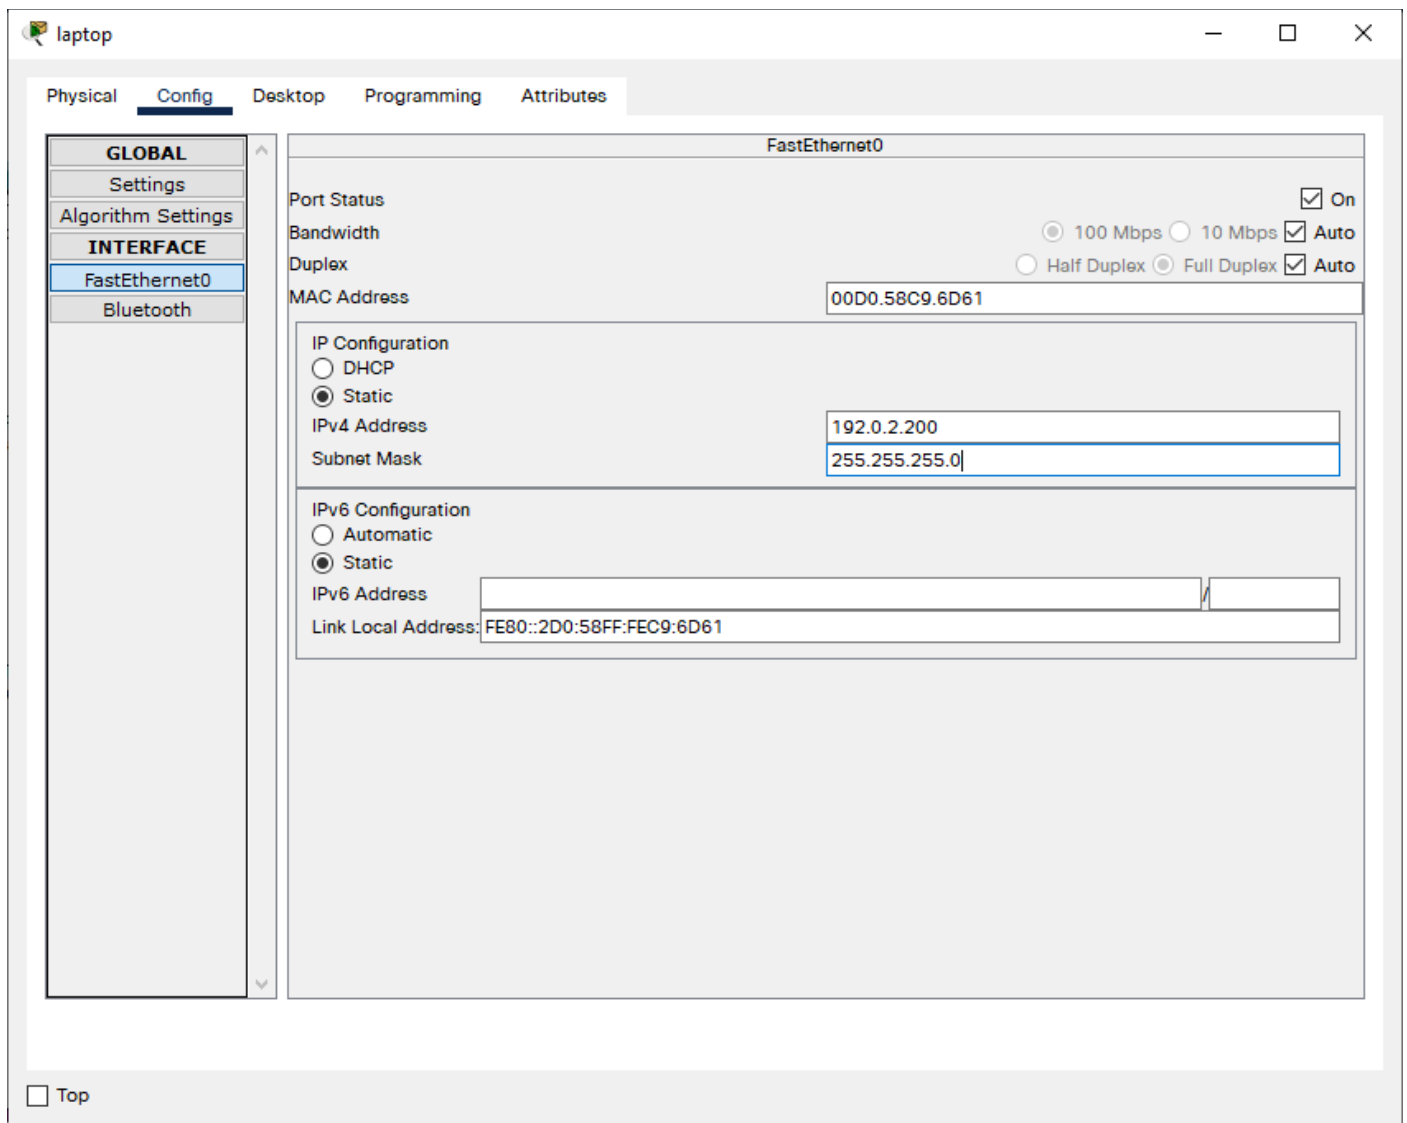 laptop
Physical Config Desktop Programming Attributes
GLOBAL
Settings
Algorithm Settings
INTERFACE
FastEthernet0
Bluetooth
FastEthernet0
Port Status On
Bandwidth 100 Mbps 10 Mbps Auto
Duplex Half Duplex Full Duplex Auto
MAC Address 00D0.58C9.6D61
IP Configuration
DHCP
Static
IPv4 Address 192.0.2.200
Subnet Mask 255.255.255.0
IPv6 Configuration
Automatic
Static
IPv6 Address /
Link Local Address: FE80::2D0:58FF:FEC9:6D61
Top